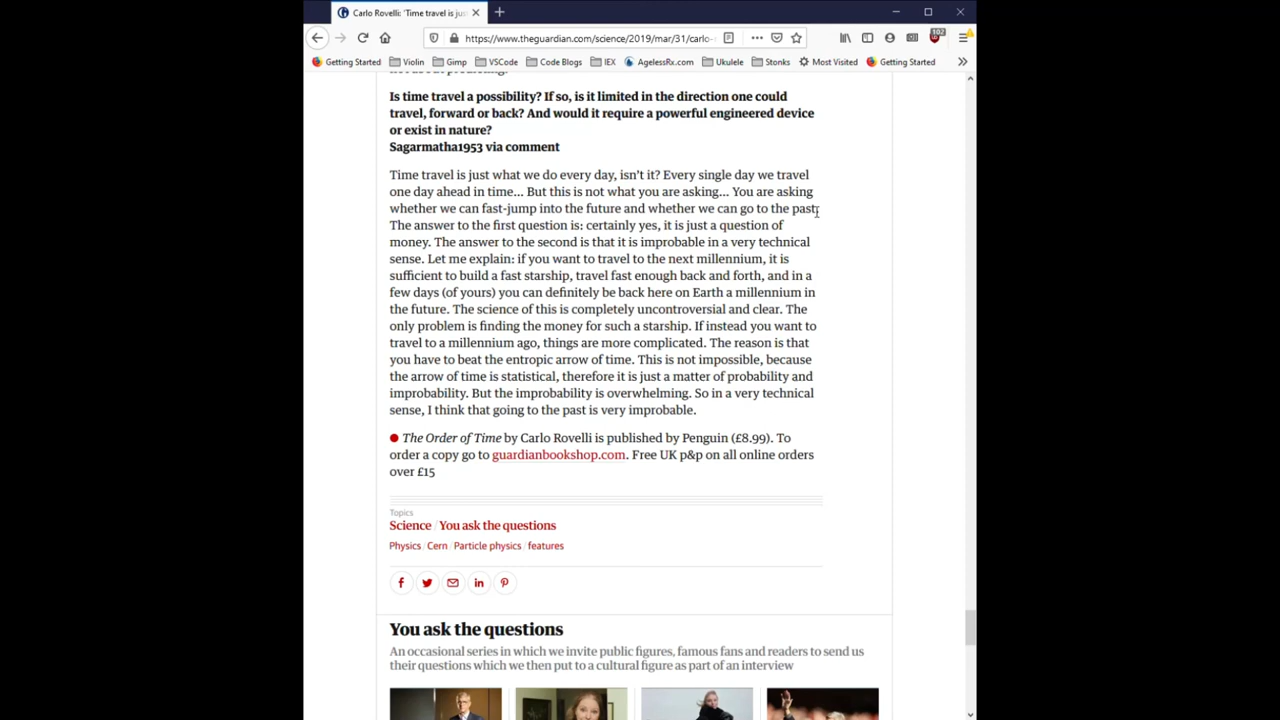 Carlo Rovelli: 'Time travel is jus
https://www.theguardian.com/science/2019/mar/31/carlo-
102
Getting Started Violin Gimp VSCode Code Blogs IEX AgelessRx.com Ukulele Stonks Most Visited Getting Started
not about predicting.
Is time travel a possibility? If so, is it limited in the direction one could
travel, forward or back? And would it require a powerful engineered device
or exist in nature?
Sagarmatha1953 via comment
Time travel is just what we do every day, isn't it? Every single day we travel
one day ahead in time... But this is not what you are asking... You are asking
whether we can fast-jump into the future and whether we can go to the past.
The answer to the first question is: certainly yes, it is just a question of
money. The answer to the second is that it is improbable in a very technical
sense. Let me explain: if you want to travel to the next millennium, it is
sufficient to build a fast starship, travel fast enough back and forth, and in a
few days (of yours) you can definitely be back here on Earth a millennium in
the future. The science of this is completely uncontroversial and clear. The
only problem is finding the money for such a starship. If instead you want to
travel to a millennium ago, things are more complicated. The reason is that
you have to beat the entropic arrow of time. This is not impossible, because
the arrow of time is statistical, therefore it is just a matter of probability and
improbability. But the improbability is overwhelming. So in a very technical
sense, I think that going to the past is very improbable.
The Order of Time by Carlo Rovelli is published by Penguin (£8.99). To
order a copy go to guardianbookshop.com. Free UK p&p on all online orders
over £15
Topics
Science / You ask the questions
Physics / Cern / Particle physics / features
You ask the questions
An occasional series in which we invite public figures, famous fans and readers to send us
their questions which we then put to a cultural figure as part of an interview